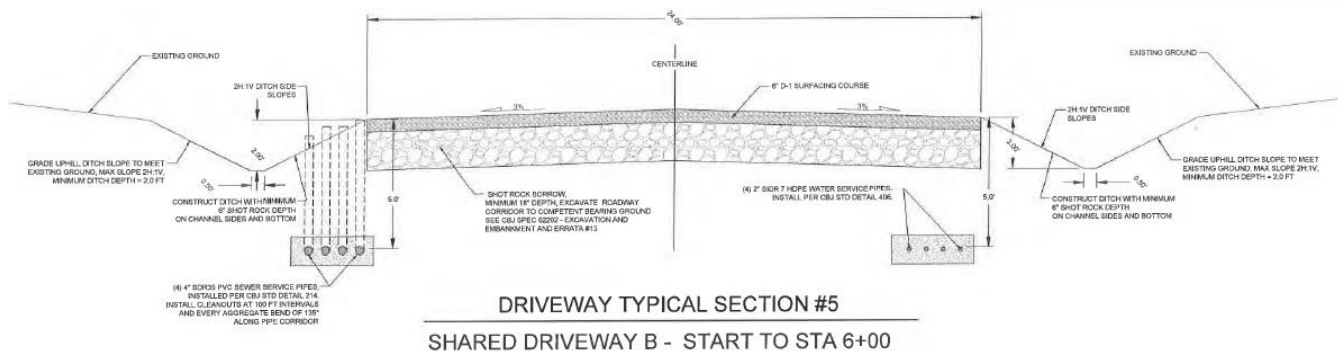 24.00'
EXISTING GROUND
CENTERLINE
EXISTING GROUND
2H:1V DITCH SIDE
SLOPES
6" D-1 SURFACING COURSE
3%
3%
2H:1V DITCH SIDE
SLOPES
GRADE UPHILL DITCH SLOPE TO MEET
EXISTING GROUND, MAX SLOPE 2H:1V,
MINIMUM DITCH DEPTH = 2.0 FT
2.00'
0.50'
CONSTRUCT DITCH WITH MINIMUM
6" SHOT ROCK DEPTH
ON CHANNEL SIDES AND BOTTOM
5.0'
SHOT ROCK BORROW,
MINIMUM 18" DEPTH, EXCAVATE ROADWAY
CORRIDOR TO COMPETENT BEARING GROUND
SEE CBJ SPEC 02202 - EXCAVATION AND
EMBANKMENT AND ERRATA #13
(4) 2" SIDR 7 HDPE WATER SERVICE PIPES.
INSTALL PER CBJ STD DETAIL 406.
5.0'
2.00'
0.50'
GRADE UPHILL DITCH SLOPE TO MEET
EXISTING GROUND, MAX SLOPE 2H:1V,
MINIMUM DITCH DEPTH = 2.0 FT
CONSTRUCT DITCH WITH MINIMUM
6" SHOT ROCK DEPTH
ON CHANNEL SIDES AND BOTTOM
(4) 4" SDR35 PVC SEWER SERVICE PIPES,
INSTALLED PER CBJ STD DETAIL 214.
INSTALL CLEANOUTS AT 100 FT INTERVALS
AND EVERY AGGREGATE BEND OF 135°
ALONG PIPE CORRIDOR
DRIVEWAY TYPICAL SECTION #5
SHARED DRIVEWAY B - START TO STA 6+00